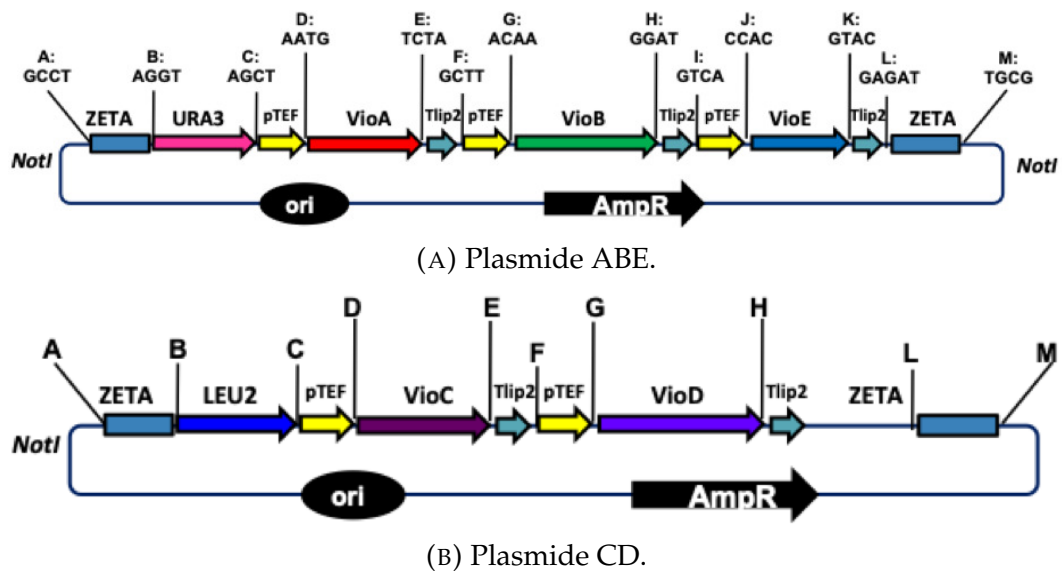 D: AATG
E: TCTA
G: ACAA
H: GGAT
J: CCAC
K: GTAC
A: GCCT
B: AGGT
C: AGCT
F: GCTT
I: GTCA
L: GAGAT
M: TGCG
ZETA URA3 pTEF VioA Tlip2 pTEF VioB Tlip2 pTEF VioE Tlip2 ZETA
NotI NotI
ori AmpR
(A) Plasmide ABE.
D E G H
A B C F L M
ZETA LEU2 pTEF VioC Tlip2 pTEF VioD Tlip2 ZETA
NotI NotI
ori AmpR
(B) Plasmide CD.